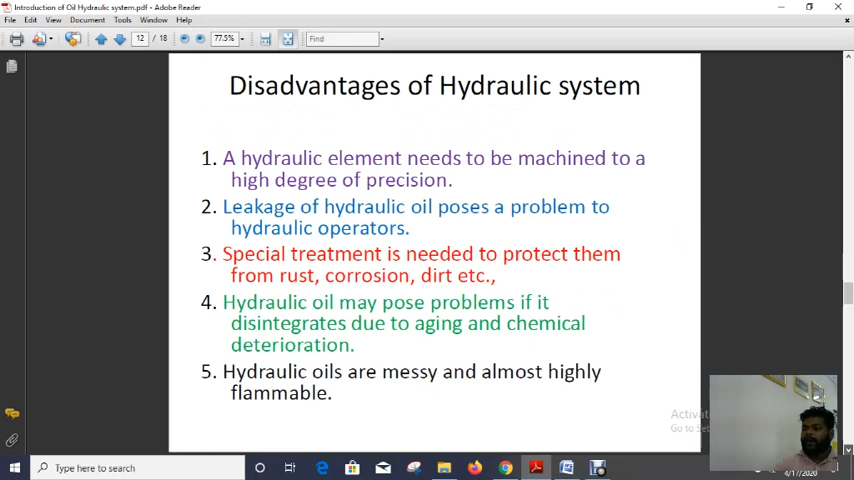 Introduction of Oil Hydraulic system.pdf - Adobe Reader
File Edit View Document Tools Window Help
12 / 18 77.5% Find
Disadvantages of Hydraulic system
1. A hydraulic element needs to be machined to a
high degree of precision.
2. Leakage of hydraulic oil poses a problem to
hydraulic operators.
3. Special treatment is needed to protect them
from rust, corrosion, dirt etc.,
4. Hydraulic oil may pose problems if it
disintegrates due to aging and chemical
deterioration.
5. Hydraulic oils are messy and almost highly
flammable.
Go to
Type here to search
4/17/2020